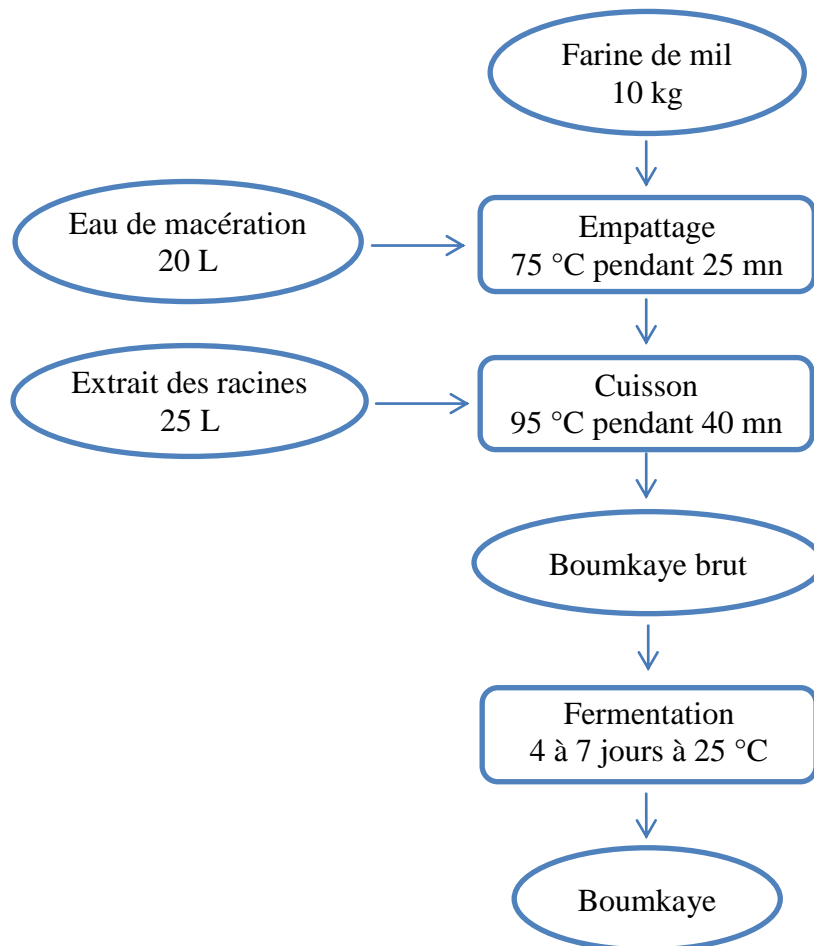 Farine de mil
10 kg
Eau de macération
20 L
Empattage
75 °C pendant 25 mn
Extrait des racines
25 L
Cuisson
95 °C pendant 40 mn
Boumkaye brut
Fermentation
4 à 7 jours à 25 °C
Boumkaye